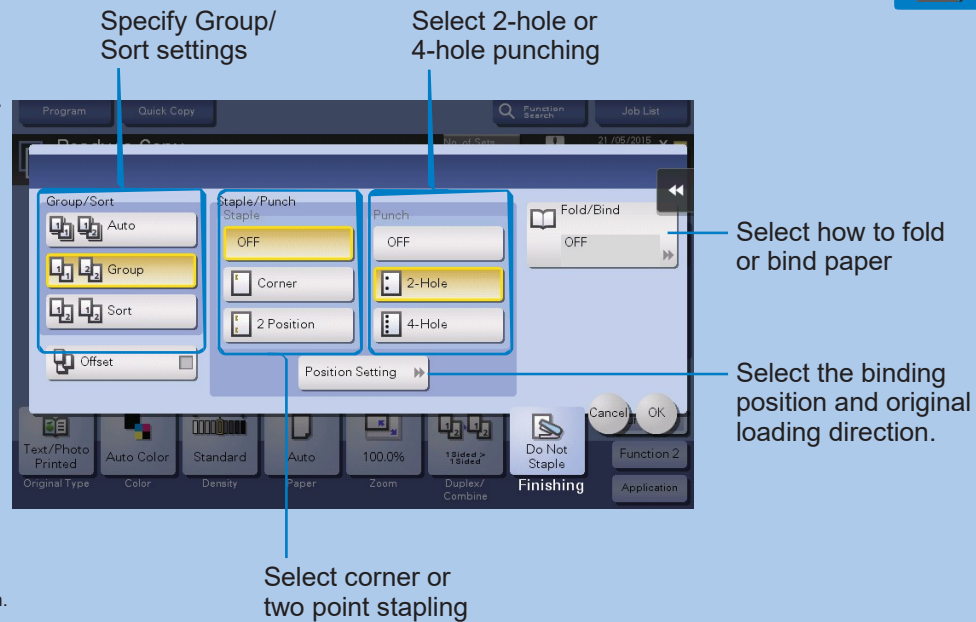 Specify Group/
Sort settings
Select 2-hole or
4-hole punching
Program
Quick Copy
Function
Search
Job List
No. of Sets
21 /05/2015
Group/Sort
Auto
Group
Sort
Offset
Staple/Punch
Staple
OFF
Corner
2 Position
Punch
OFF
2-Hole
4-Hole
Position Setting
Fold/Bind
OFF
Cancel
OK
Select how to fold
or bind paper
Select the binding
position and original
loading direction.
Text/Photo
Printed
Auto Color
Standard
Auto
100.0%
1Sided >
1Sided
Do Not
Staple
Function 2
Original Type
Color
Density
Paper
Zoom
Duplex/
Combine
Finishing
Application
Select corner or
two point stapling